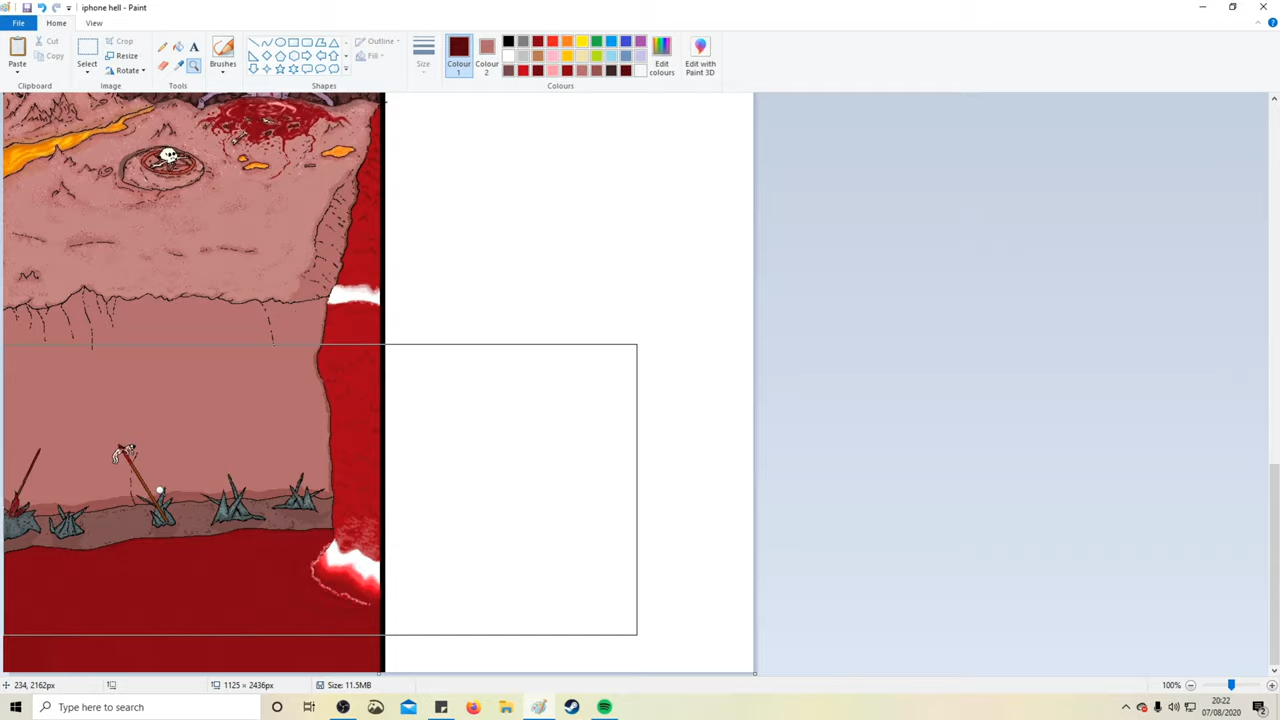 iphone hell - Paint
File Home View
Paste Cut Copy Select Crop Resize Rotate A Brushes Outline Fill Size Colour 1 Colour 2 Edit colours Edit with Paint 3D
Clipboard Image Tools Shapes Colours
234, 2162px 1125 × 2436px Size: 11.5MB 100%
Type here to search 20:22
07/08/2020 2